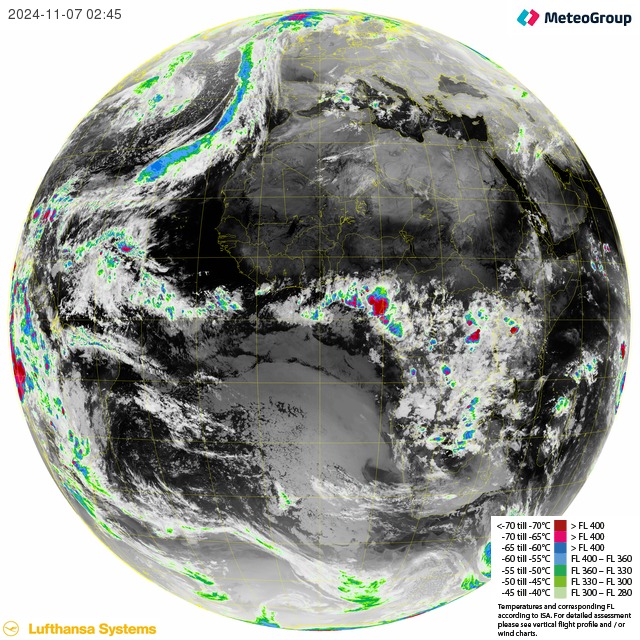 2024-11-07 02:45
MeteoGroup
<-70 till -70°C > FL 400
-70 till -65°C > FL 400
-65 till -60°C > FL 400
-60 till -55°C FL 400 – FL 360
-55 till -50°C FL 360 – FL 330
-50 till -45°C FL 330 – FL 300
-45 till -40°C FL 300 – FL 280
Temperatures and corresponding FL
according to ISA. For detailed assessment
please see vertical flight profile and / or
wind charts.
Lufthansa Systems